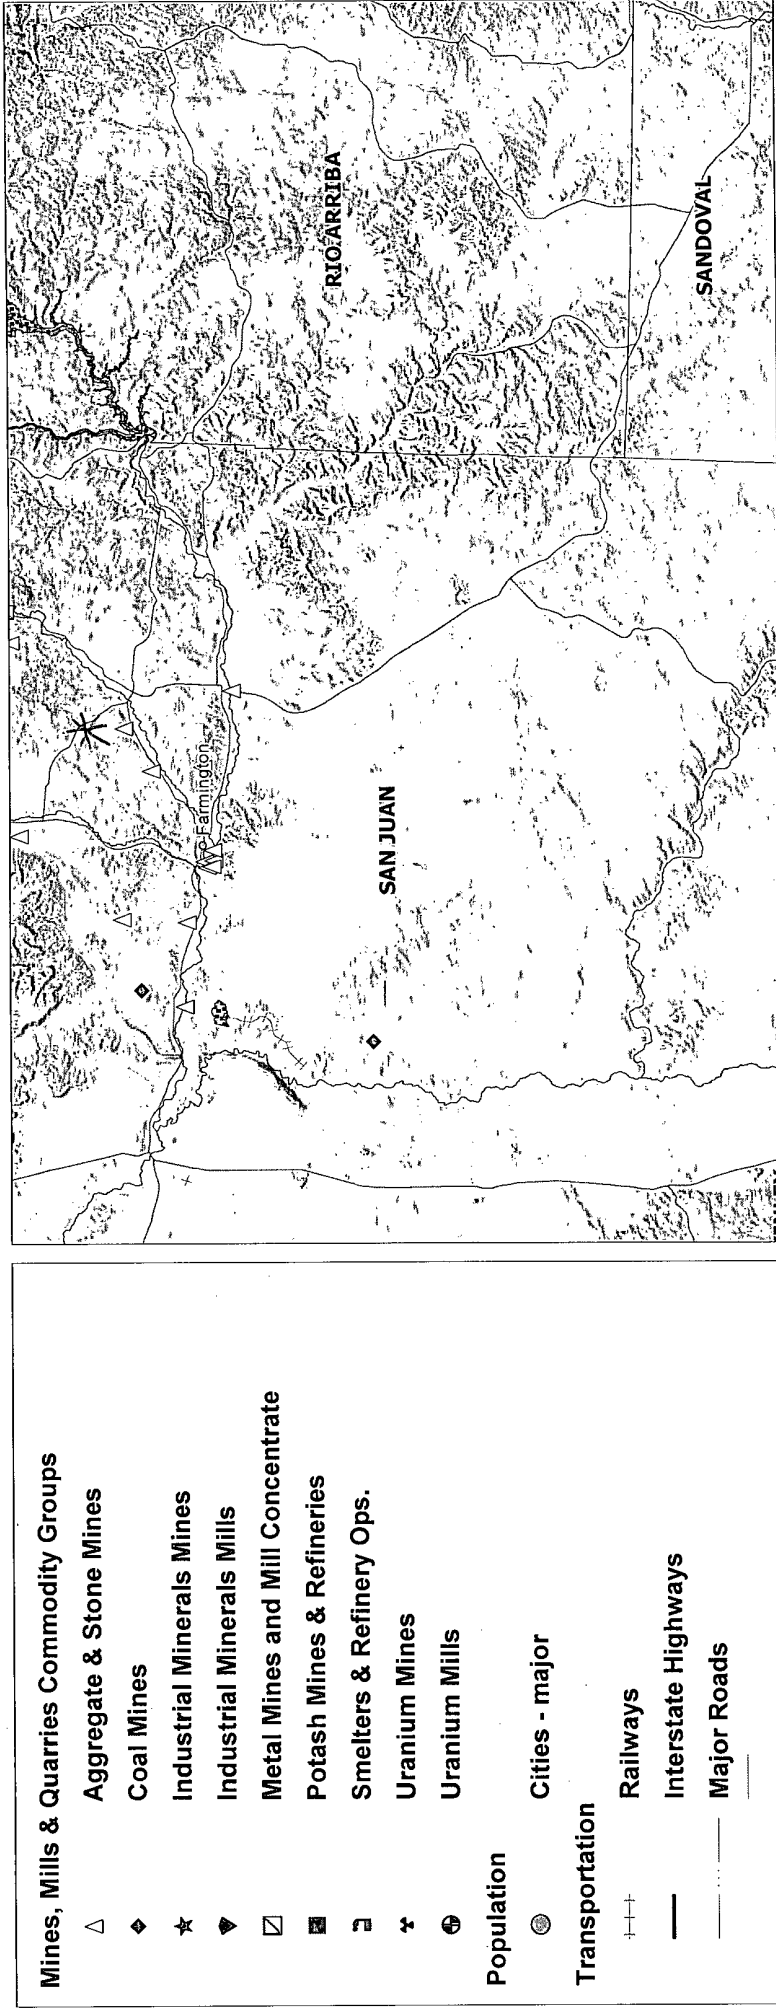 Mines, Mills & Quarries Commodity Groups
Aggregate & Stone Mines
Coal Mines
Industrial Minerals Mines
Industrial Minerals Mills
Metal Mines and Mill Concentrate
Potash Mines & Refineries
Smelters & Refinery Ops.
Uranium Mines
Uranium Mills
Population
Cities - major
Transportation
Railways
Interstate Highways
Major Roads
Farmington
SAN JUAN
RIO ARRIBA
SANDOVAL